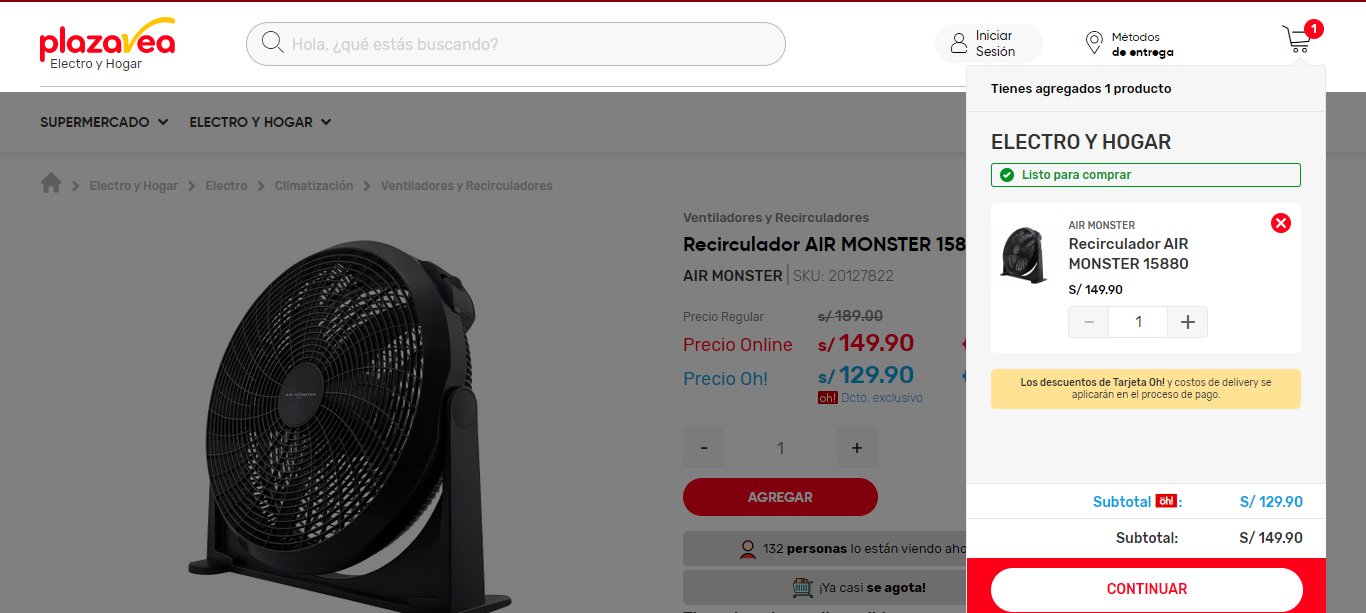 plazavea
Electro y Hogar
Hola, ¿qué estás buscando?
Iniciar
Sesión
Métodos
de entrega
1
SUPERMERCADO
ELECTRO Y HOGAR
Electro y Hogar
Electro
Climatización
Ventiladores y Recirculadores
AIR MONSTER
Ventiladores y Recirculadores
Recirculador AIR MONSTER 158
AIR MONSTER SKU: 20127822
Precio Regular s/ 189.00
Precio Online s/ 149.90
Precio Oh! s/ 129.90
oh! Dcto. exclusivo
- 1 +
AGREGAR
132 personas lo están viendo aho
¡Ya casi se agota!
Tienes agregados 1 producto
ELECTRO Y HOGAR
Listo para comprar
AIR MONSTER
Recirculador AIR
MONSTER 15880
S/ 149.90
− 1 +
Los descuentos de Tarjeta Oh! y costos de delivery se
aplicarán en el proceso de pago.
Subtotal oh! : S/ 129.90
Subtotal: S/ 149.90
CONTINUAR